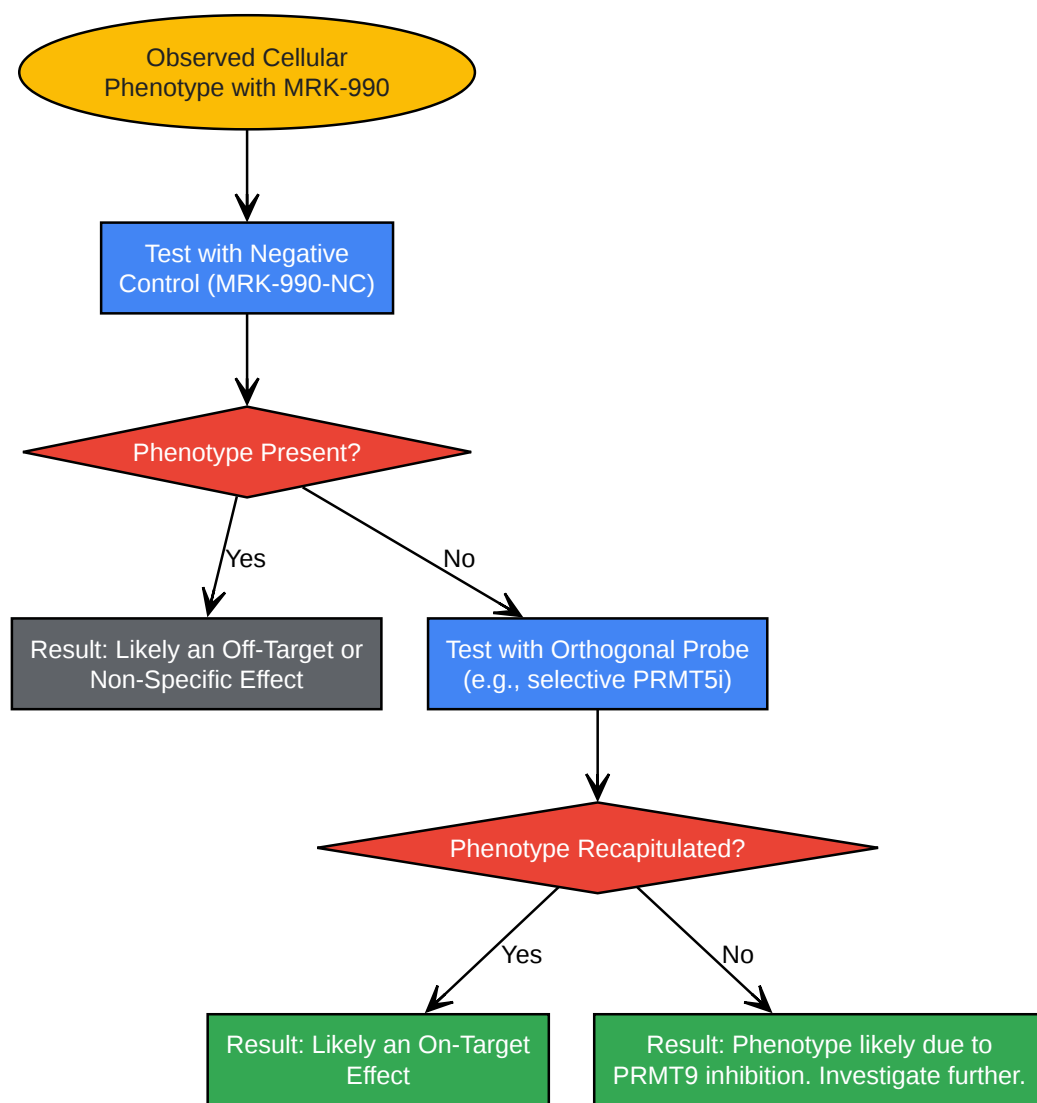 Observed Cellular
Phenotype with MRK-990
Test with Negative
Control (MRK-990-NC)
Phenotype Present?
Yes
No
Result: Likely an Off-Target or
Non-Specific Effect
Test with Orthogonal Probe
(e.g., selective PRMT5i)
Phenotype Recapitulated?
Yes
No
Result: Likely an On-Target
Effect
Result: Phenotype likely due to
PRMT9 inhibition. Investigate further.